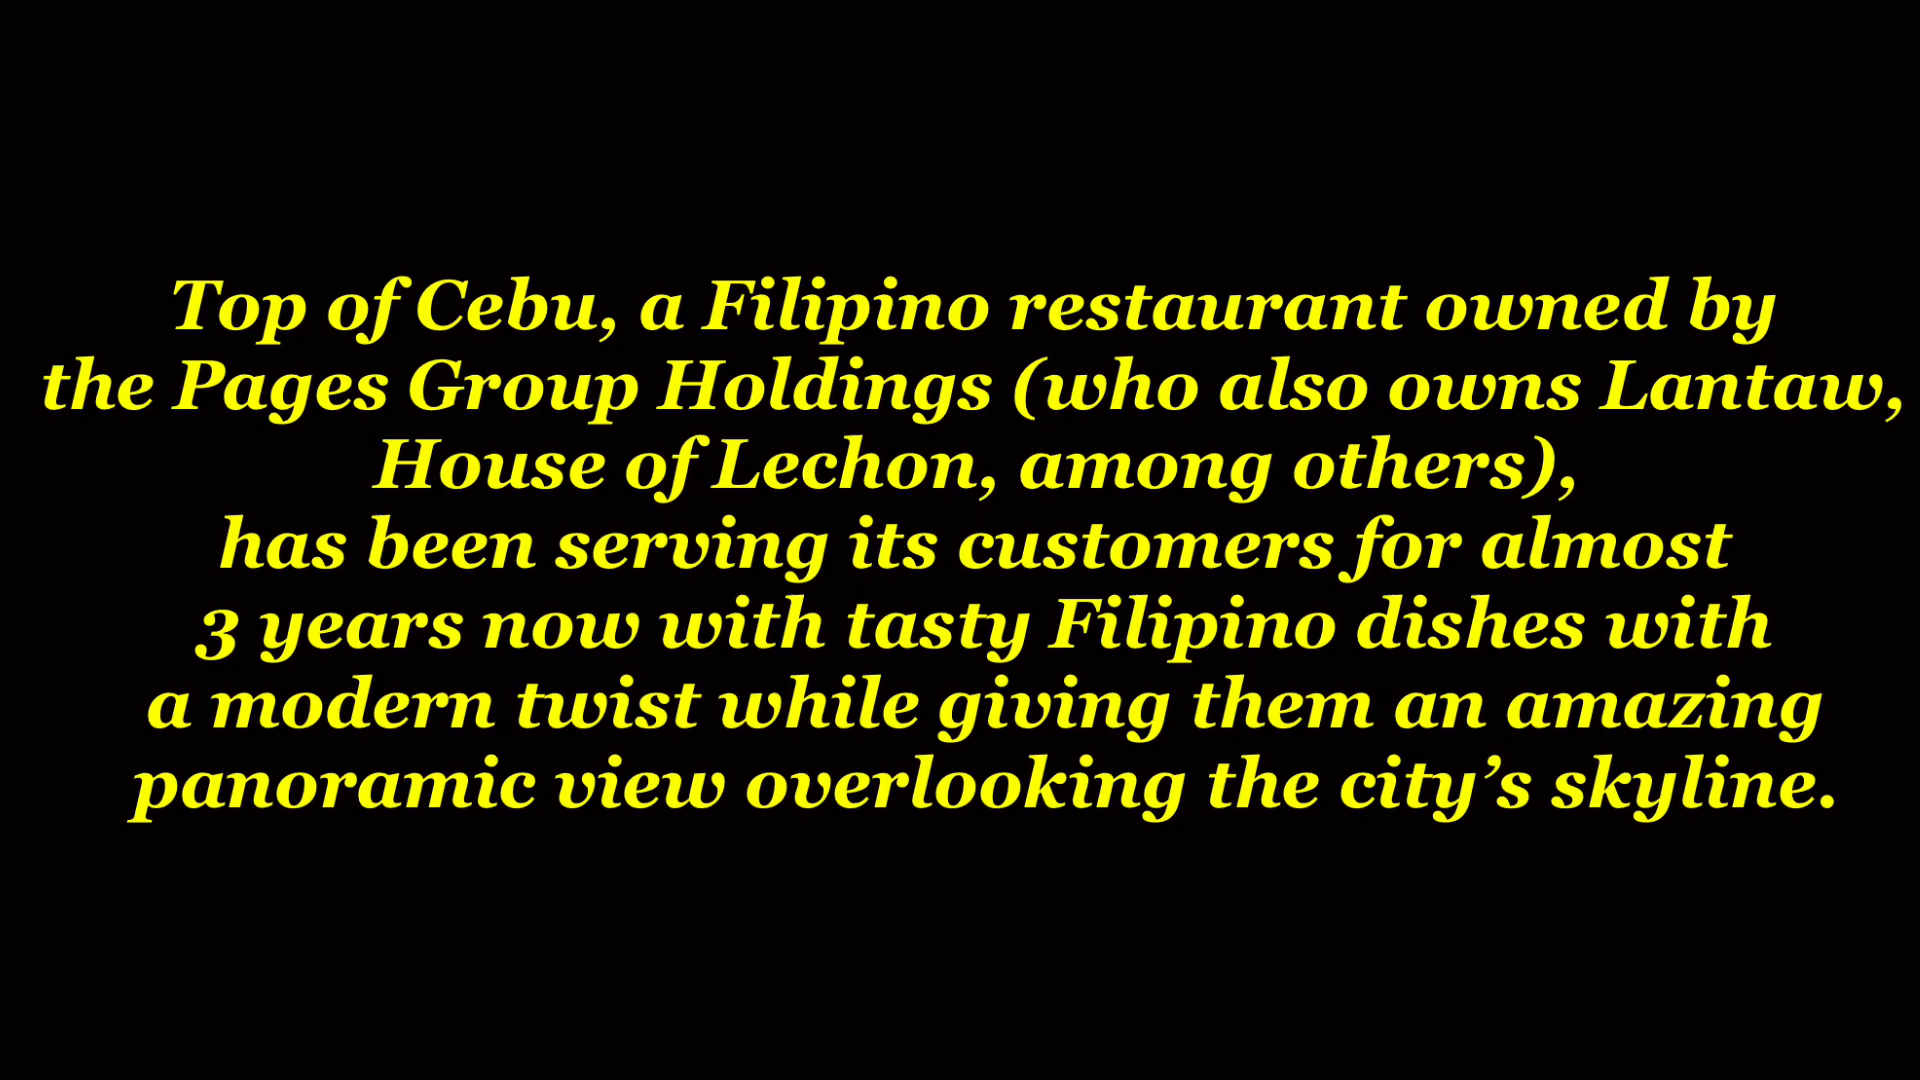 Top of Cebu, a Filipino restaurant owned by
the Pages Group Holdings (who also owns Lantaw,
House of Lechon, among others),
has been serving its customers for almost
3 years now with tasty Filipino dishes with
a modern twist while giving them an amazing
panoramic view overlooking the city’s skyline.